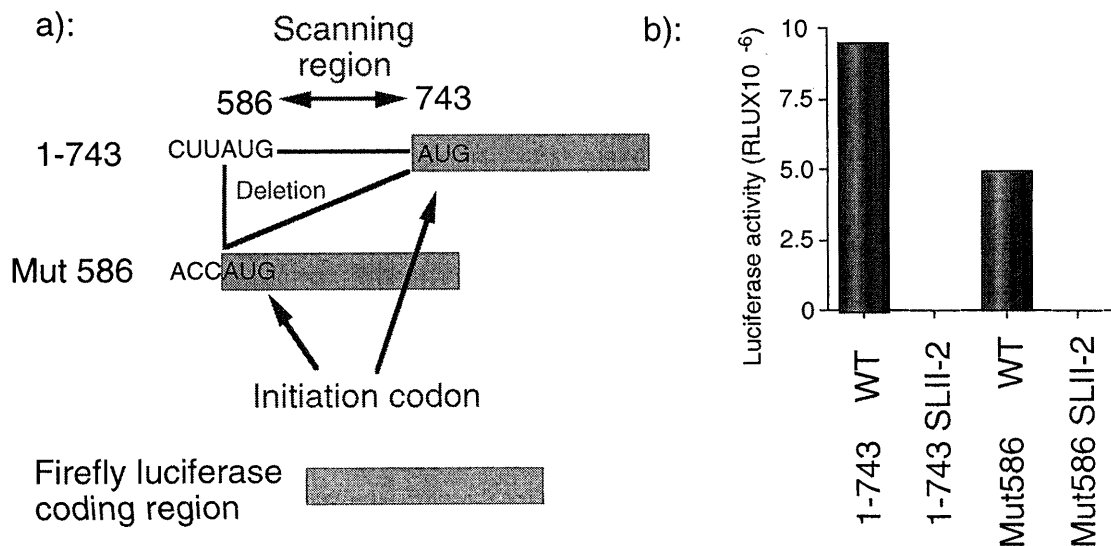 a):
Scanning
region
586 743
1-743 CUUAUG AUG
Deletion
Mut 586 ACCAUG
Initiation codon
Firefly luciferase
coding region
b):
Luciferase activity (RLUX10 -6)
10
7.5
5.0
2.5
0
1-743 WT
1-743 SLII-2
Mut586 WT
Mut586 SLII-2